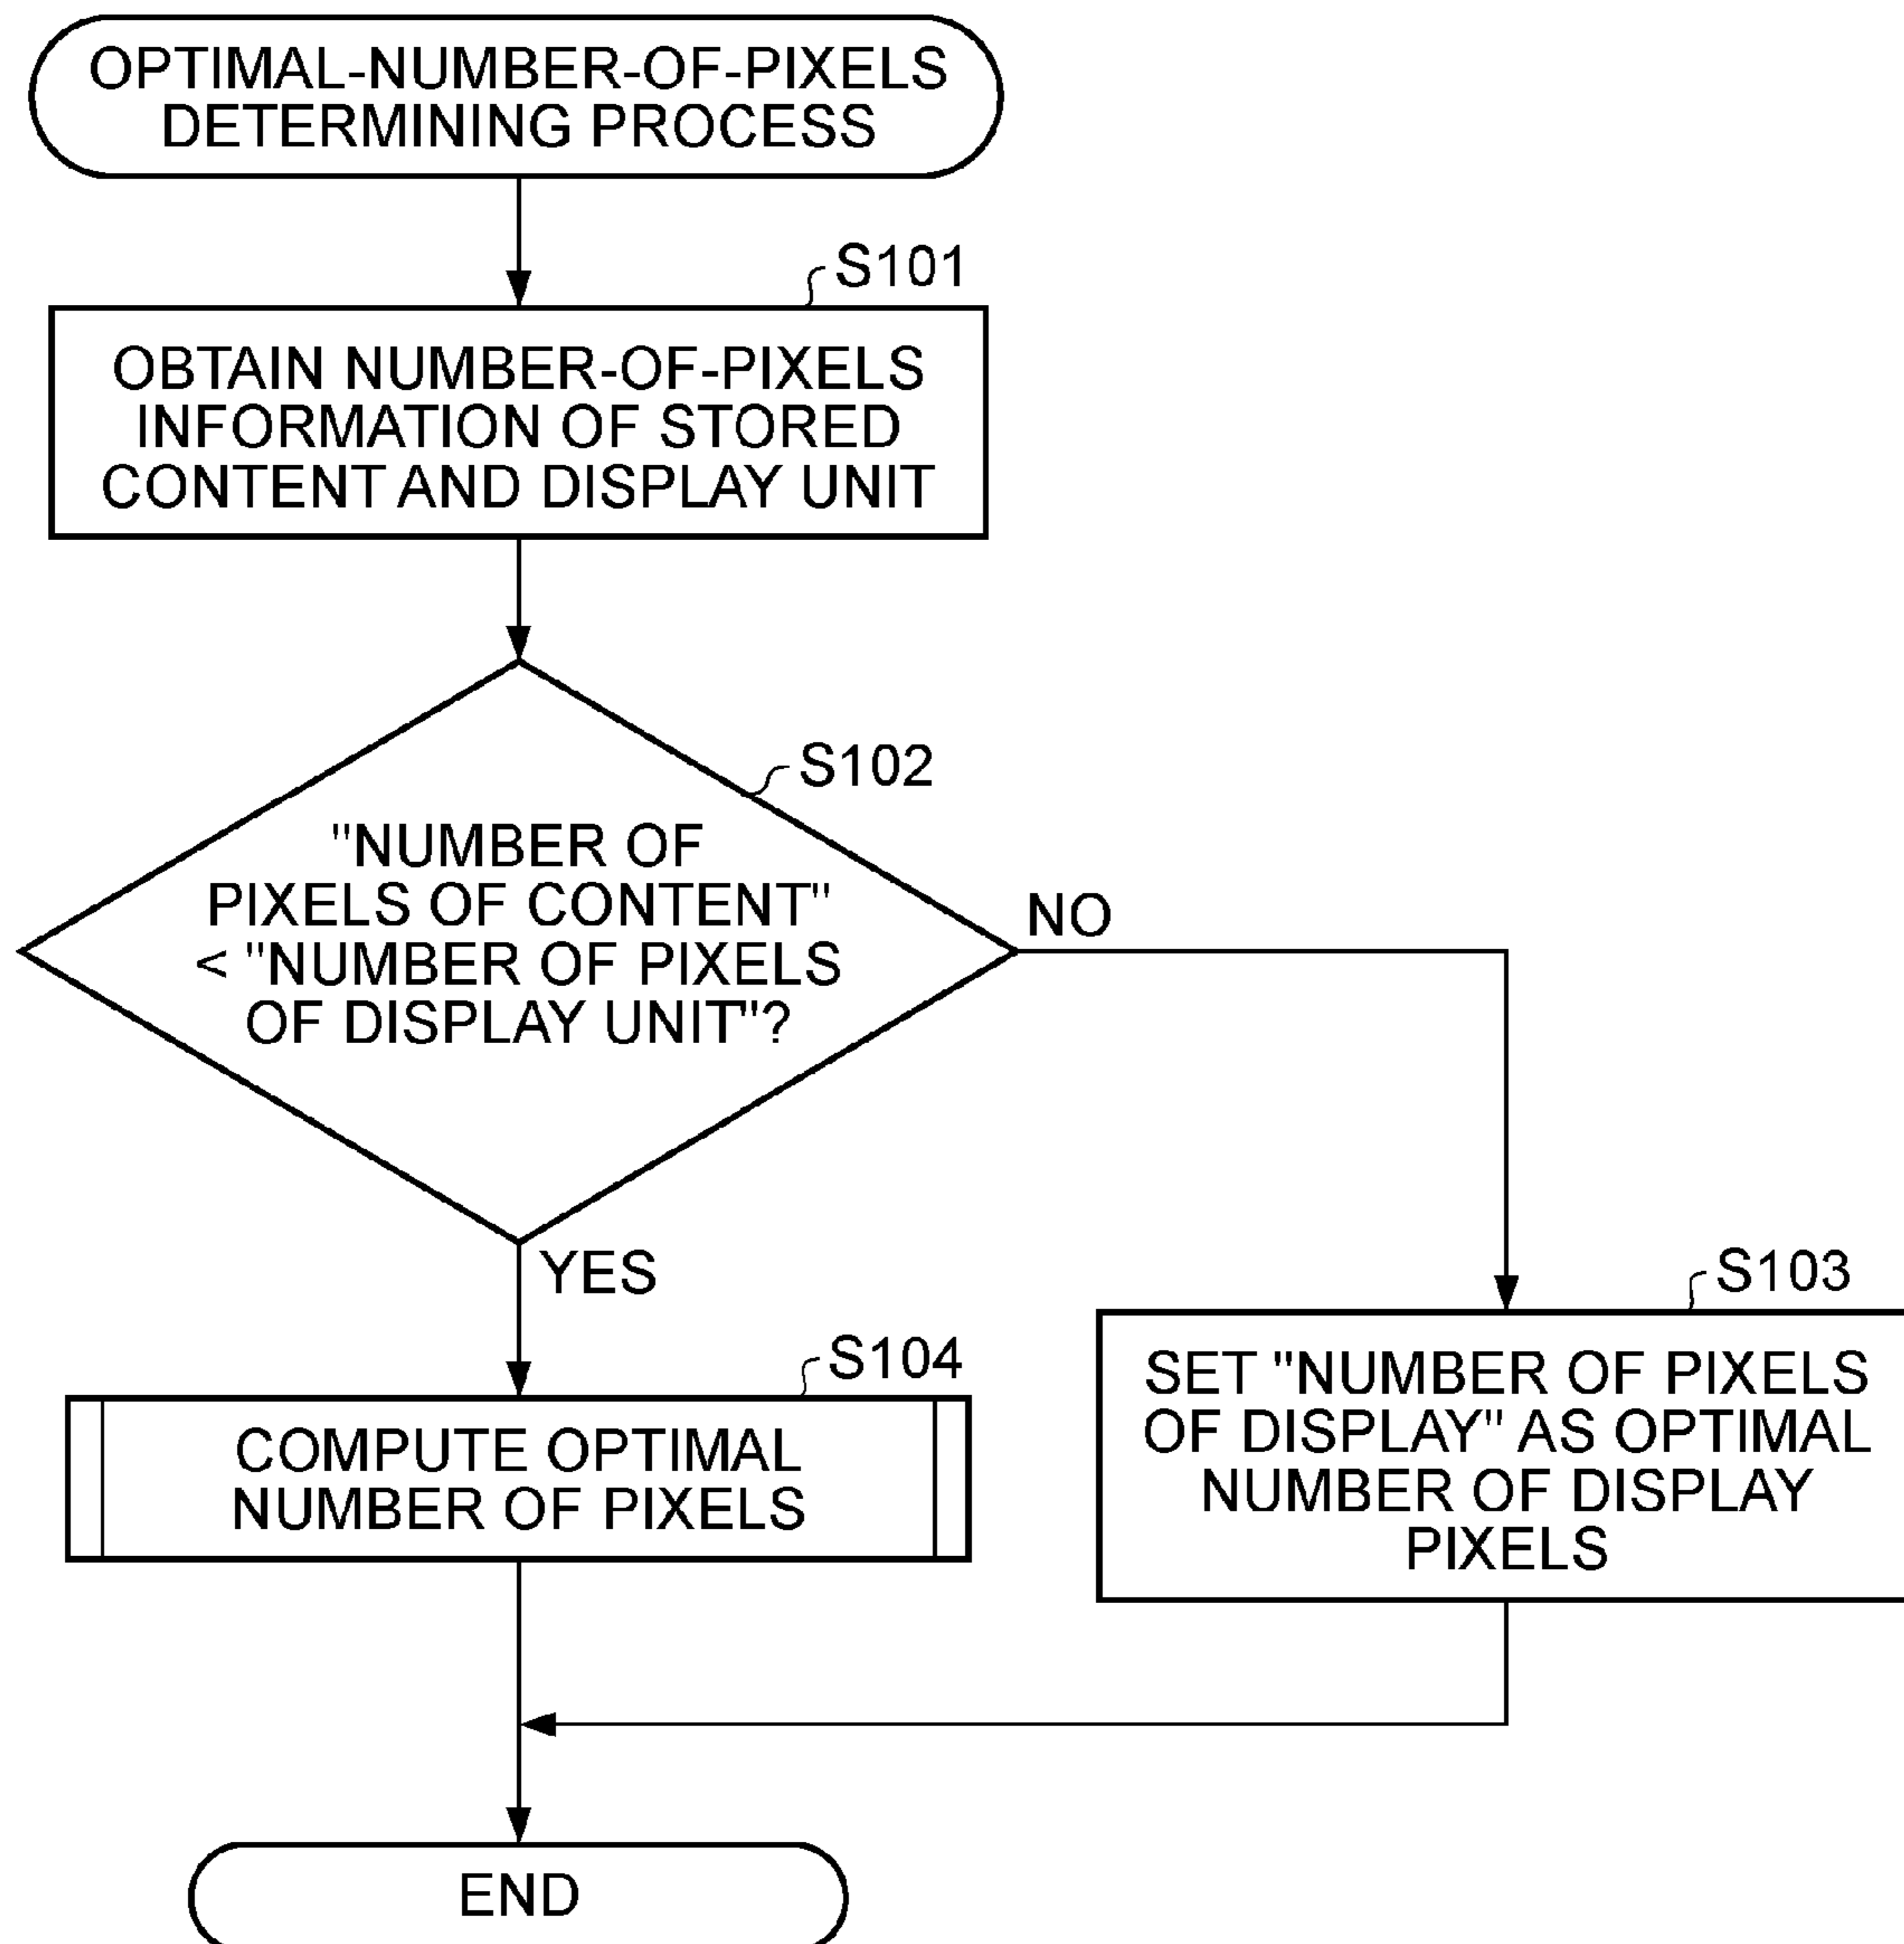 OPTIMAL-NUMBER-OF-PIXELS
DETERMINING PROCESS
S101
OBTAIN NUMBER-OF-PIXELS
INFORMATION OF STORED
CONTENT AND DISPLAY UNIT
S102
"NUMBER OF
PIXELS OF CONTENT"
< "NUMBER OF PIXELS
OF DISPLAY UNIT"?
NO
YES
S103
SET "NUMBER OF PIXELS
OF DISPLAY" AS OPTIMAL
NUMBER OF DISPLAY
PIXELS
S104
COMPUTE OPTIMAL
NUMBER OF PIXELS
END